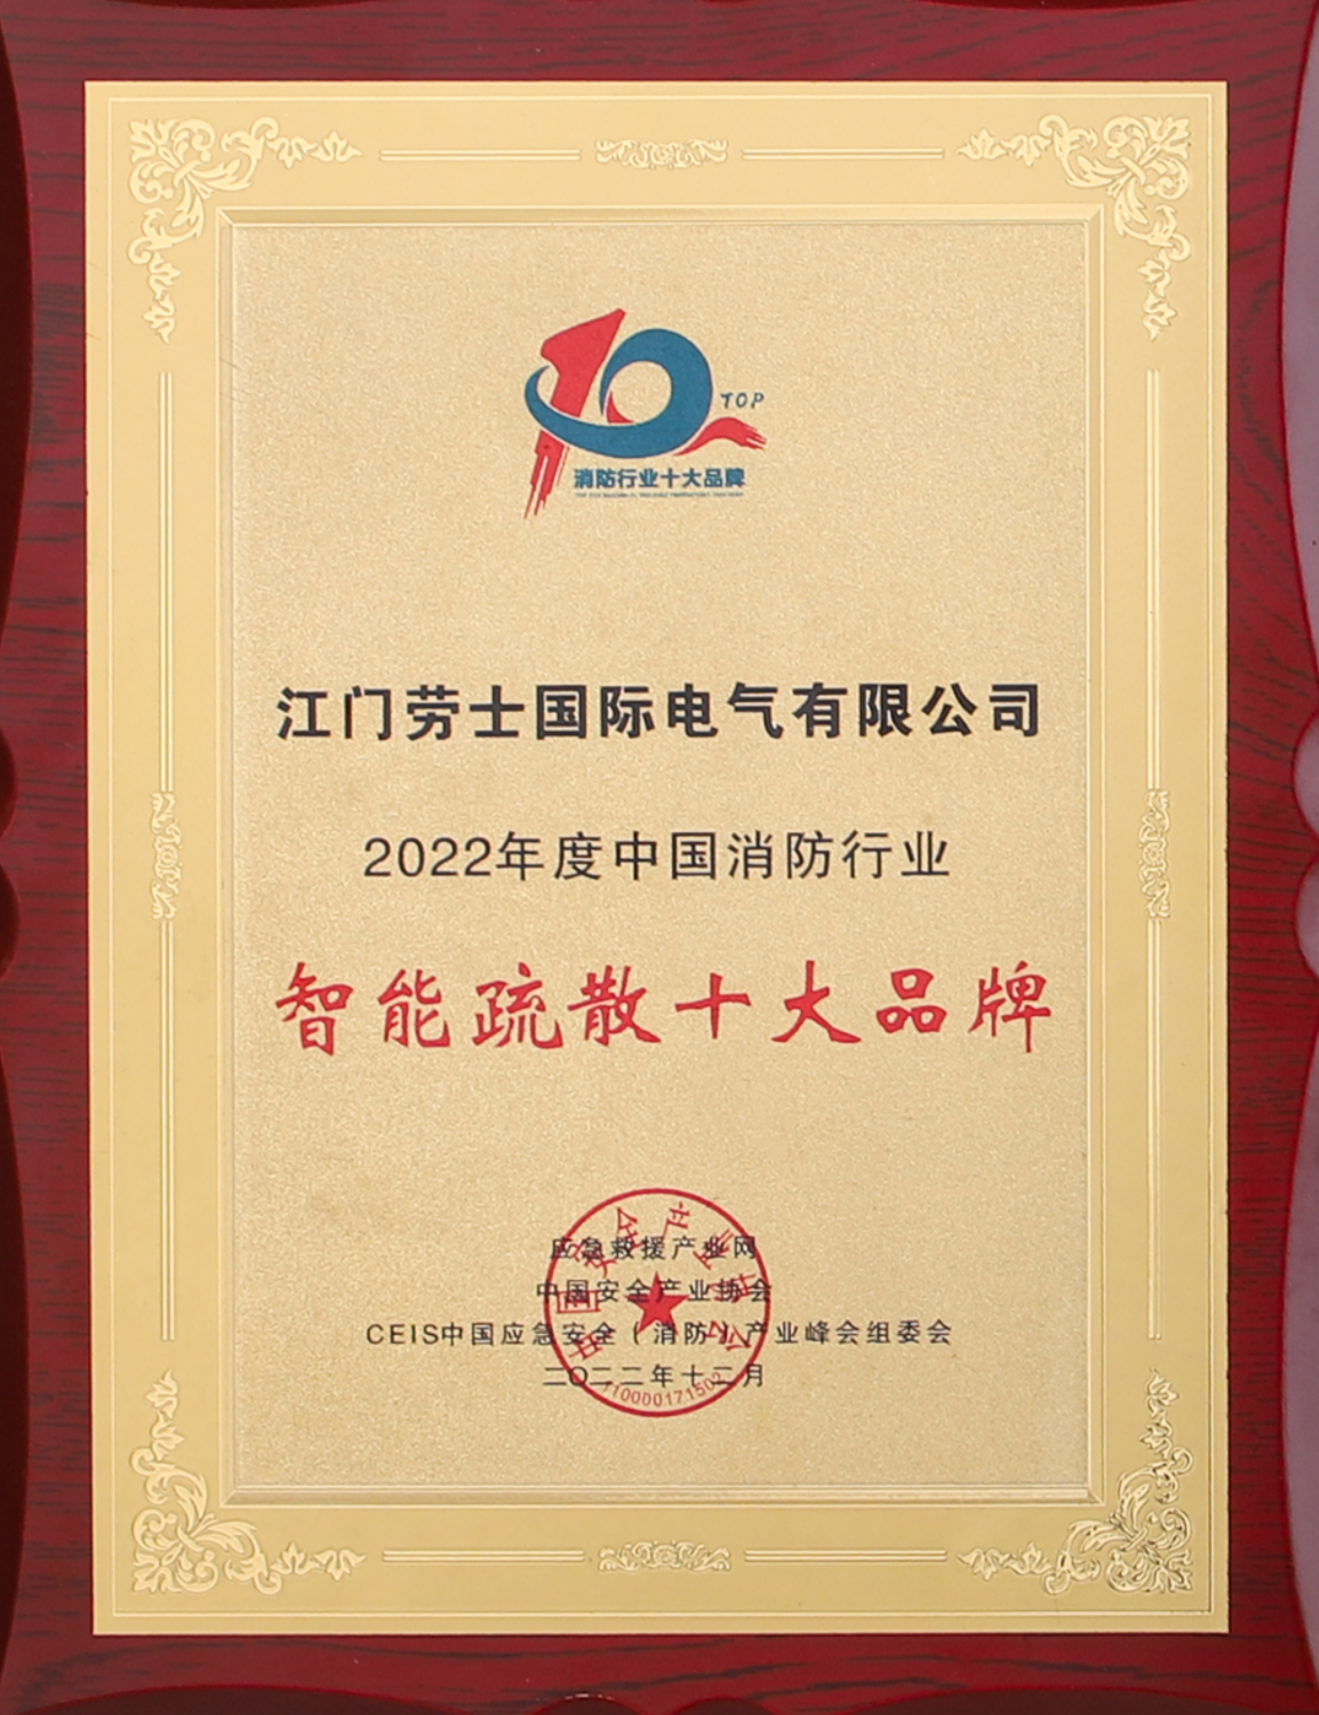 10
TOP
消防行业十大品牌
江门劳士国际电气有限公司
2022年度中国消防行业
智能疏散十大品牌
应急救援产业网
中国安全产业协会
CEIS中国应急安全(消防)产业峰会组委会
二〇二二年十二月